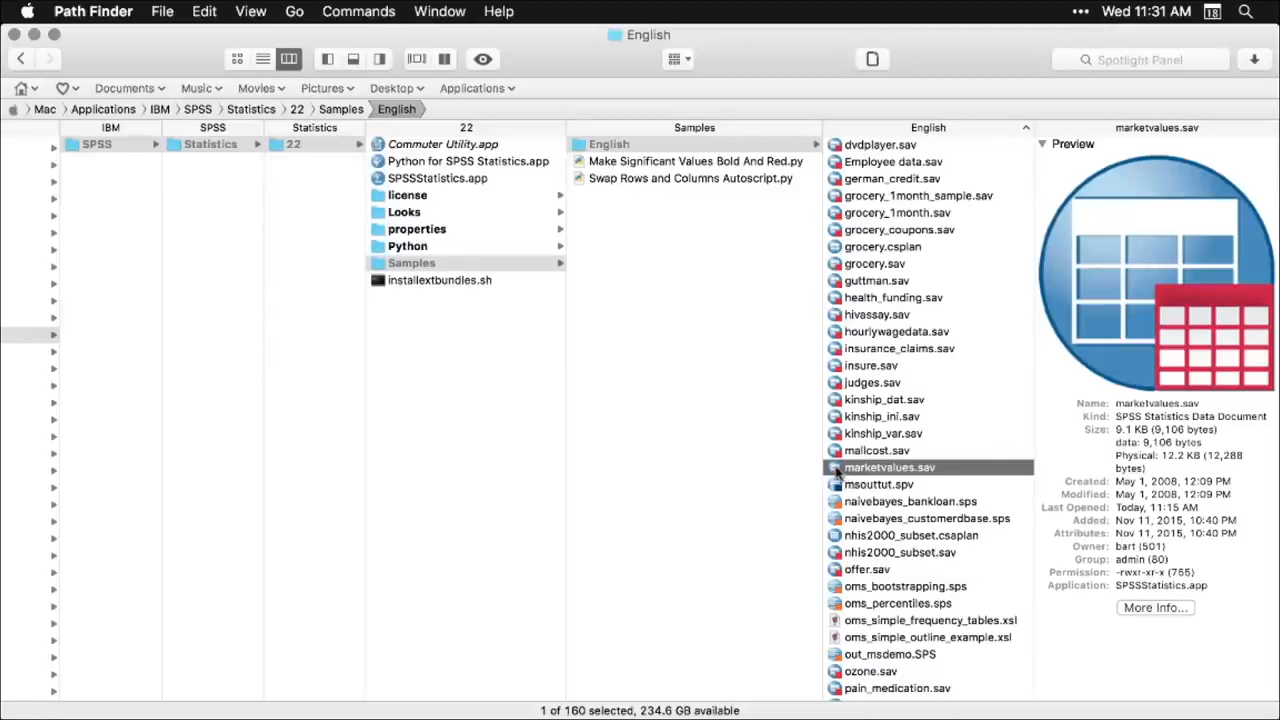 Path Finder File Edit View Go Commands Window Help ••• Wed 11:31 AM 18
English
Spotlight Panel
Documents Music Movies Pictures Desktop Applications
Mac Applications IBM SPSS Statistics 22 Samples English
IBM SPSS Statistics 22 Samples English marketvalues.sav
SPSS
Statistics
22
Commuter Utility.app
Python for SPSS Statistics.app
SPSSStatistics.app
license
Looks
properties
Python
Samples
installextbundles.sh
English
Make Significant Values Bold And Red.py
Swap Rows and Columns Autoscript.py
dvdplayer.sav
Employee data.sav
german_credit.sav
grocery_1month_sample.sav
grocery_1month.sav
grocery_coupons.sav
grocery.csplan
grocery.sav
guttman.sav
health_funding.sav
hivassay.sav
hourlywagedata.sav
insurance_claims.sav
insure.sav
judges.sav
kinship_dat.sav
kinship_ini.sav
kinship_var.sav
mallcost.sav
marketvalues.sav
msouttut.spv
naivebayes_bankloan.sps
naivebayes_customerdbase.sps
nhis2000_subset.csaplan
nhis2000_subset.sav
offer.sav
oms_bootstrapping.sps
oms_percentiles.sps
oms_simple_frequency_tables.xsl
oms_simple_outline_example.xsl
out_msdemo.SPS
ozone.sav
pain_medication.sav
Preview
Name: marketvalues.sav
Kind: SPSS Statistics Data Document
Size: 9.1 KB (9,106 bytes)
data: 9,106 bytes
Physical: 12.2 KB (12,288
bytes)
Created: May 1, 2008, 12:09 PM
Modified: May 1, 2008, 12:09 PM
Last Opened: Today, 11:15 AM
Added: Nov 11, 2015, 10:40 PM
Attributes: Nov 11, 2015, 10:40 PM
Owner: bart (501)
Group: admin (80)
Permission: -rwxr-xr-x (755)
Application: SPSSStatistics.app
More Info...
1 of 160 selected, 234.6 GB available